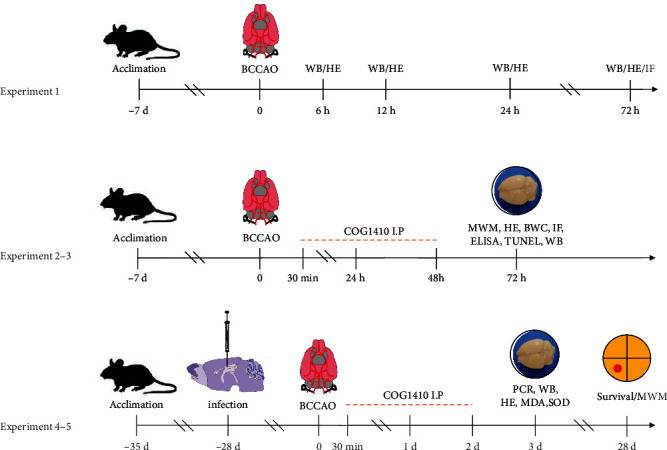 WB/HE WB/HE WB/HE WB/HE/IF
Acclimation BCCAO
Experiment 1
–7 d 0 6 h 12 h 24 h 72 h
COG1410 I.P
MWM, HE, BWC, IF,
ELISA, TUNEL, WB
Acclimation BCCAO
Experiment 2–3
–7 d 0 30 min 24 h 48h 72 h
COG1410 I.P
PCR, WB,
HE, MDA,SOD
Survival/MWM
Acclimation infection BCCAO
Experiment 4–5
–35 d –28 d 0 30 min 1 d 2 d 3 d 28 d